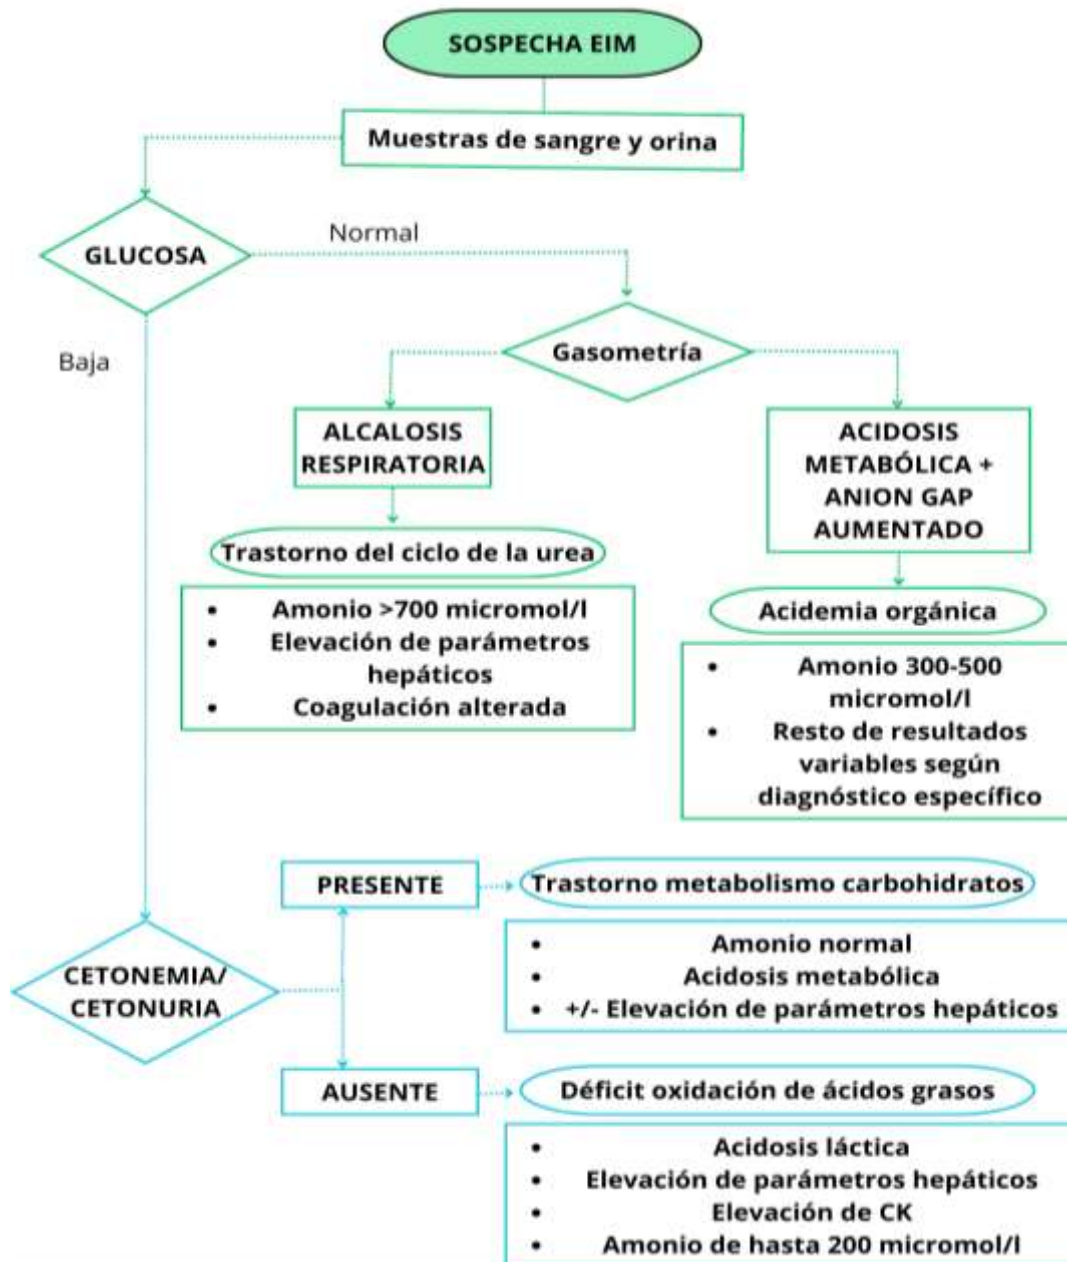 SOSPECHA EIM
Muestras de sangre y orina
GLUCOSA
Normal
Baja
Gasometría
ALCALOSIS
RESPIRATORIA
Trastorno del ciclo de la urea
• Amonio >700 micromol/l
• Elevación de parámetros
hepáticos
• Coagulación alterada
ACIDOSIS
METABÓLICA +
ANION GAP
AUMENTADO
Acidemia orgánica
• Amonio 300-500
micromol/l
• Resto de resultados
variables según
diagnóstico específico
CETONEMIA/
CETONURIA
PRESENTE
Trastorno metabolismo carbohidratos
• Amonio normal
• Acidosis metabólica
• +/- Elevación de parámetros hepáticos
AUSENTE
Déficit oxidación de ácidos grasos
• Acidosis láctica
• Elevación de parámetros hepáticos
• Elevación de CK
• Amonio de hasta 200 micromol/l